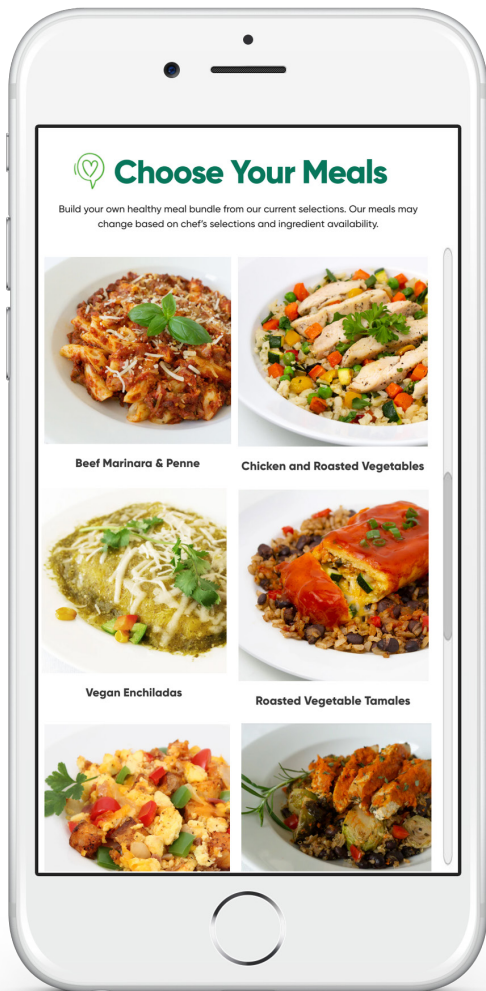 Choose Your Meals
Build your own healthy meal bundle from our current selections. Our meals may
change based on chef's selections and ingredient availability.
Beef Marinara & Penne
Chicken and Roasted Vegetables
Vegan Enchiladas
Roasted Vegetable Tamales